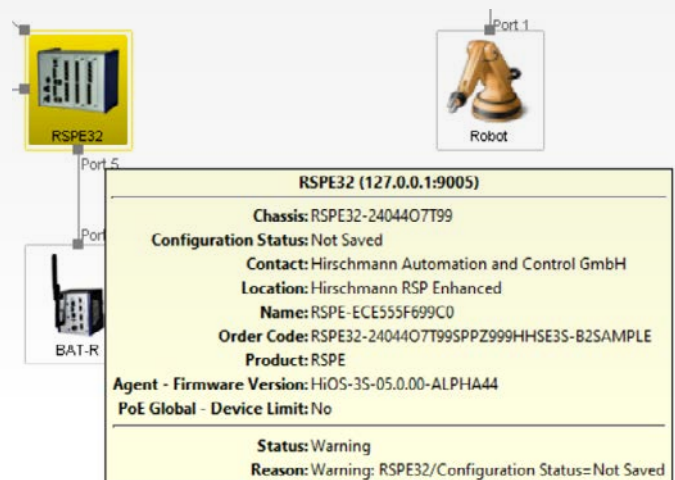 Port 1
RSPE32
Robot
Port 5
RSPE32 (127.0.0.1:9005)
Chassis: RSPE32-24044O7T99
Configuration Status: Not Saved
Port
Contact: Hirschmann Automation and Control GmbH
Location: Hirschmann RSP Enhanced
Name: RSPE-ECE555F699C0
Order Code: RSPE32-24044O7T99SPPZ999HHSE3S-B2SAMPLE
BAT-R
Product: RSPE
Agent - Firmware Version: HiOS-3S-05.0.00-ALPHA44
PoE Global - Device Limit: No
Status: Warning
Reason: Warning: RSPE32/Configuration Status=Not Saved